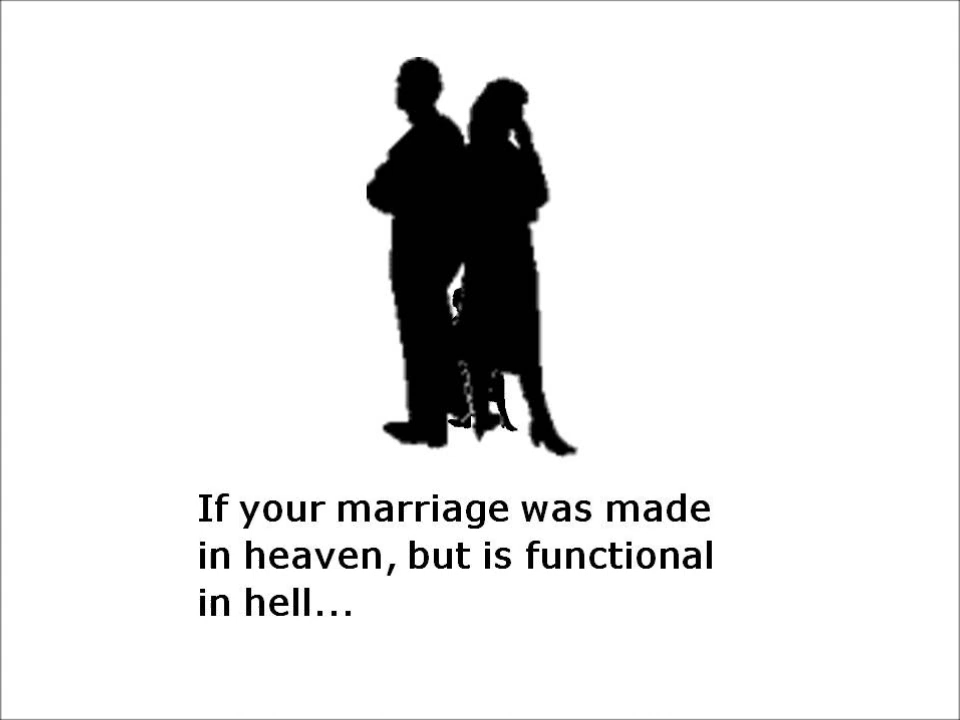 If your marriage was made
in heaven, but is functional
in hell...